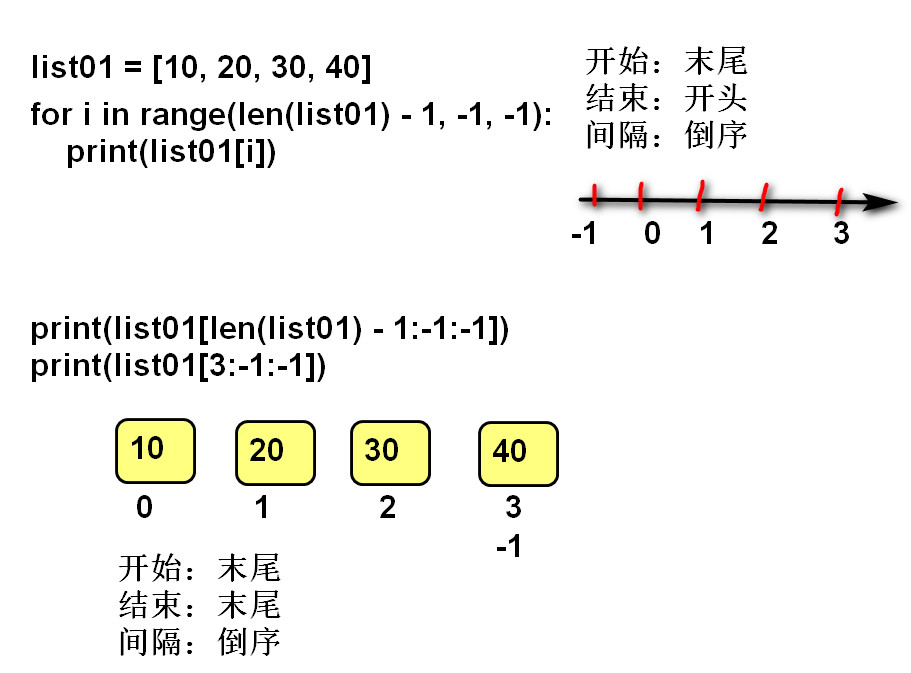 list01 = [10, 20, 30, 40]
for i in range(len(list01) - 1, -1, -1):
print(list01[i])
开始：末尾
结束：开头
间隔：倒序
-1 0 1 2 3
print(list01[len(list01) - 1:-1:-1])
print(list01[3:-1:-1])
10 20 30 40
0 1 2 3
-1
开始：末尾
结束：末尾
间隔：倒序